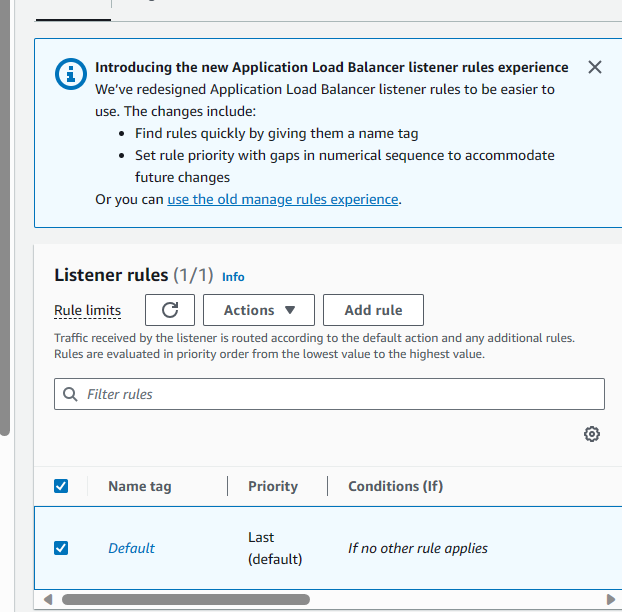 Introducing the new Application Load Balancer listener rules experience
We've redesigned Application Load Balancer listener rules to be easier to
use. The changes include:
• Find rules quickly by giving them a name tag
• Set rule priority with gaps in numerical sequence to accommodate
future changes
Or you can use the old manage rules experience.
Listener rules (1/1) Info
Rule limits
Actions
Add rule
Traffic received by the listener is routed according to the default action and any additional rules.
Rules are evaluated in priority order from the lowest value to the highest value.
Filter rules
Name tag Priority Conditions (If)
Default
Last
(default)
If no other rule applies